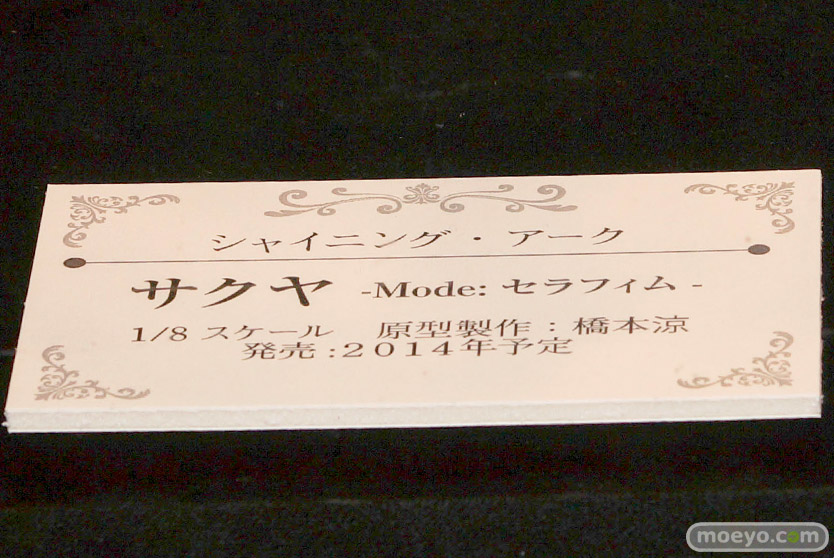 シャイニング・アーク
サクヤ -Mode: セラフィム -
1/8 スケール 原型製作：橋本涼
発売:２０１４年予定
moeyo.com